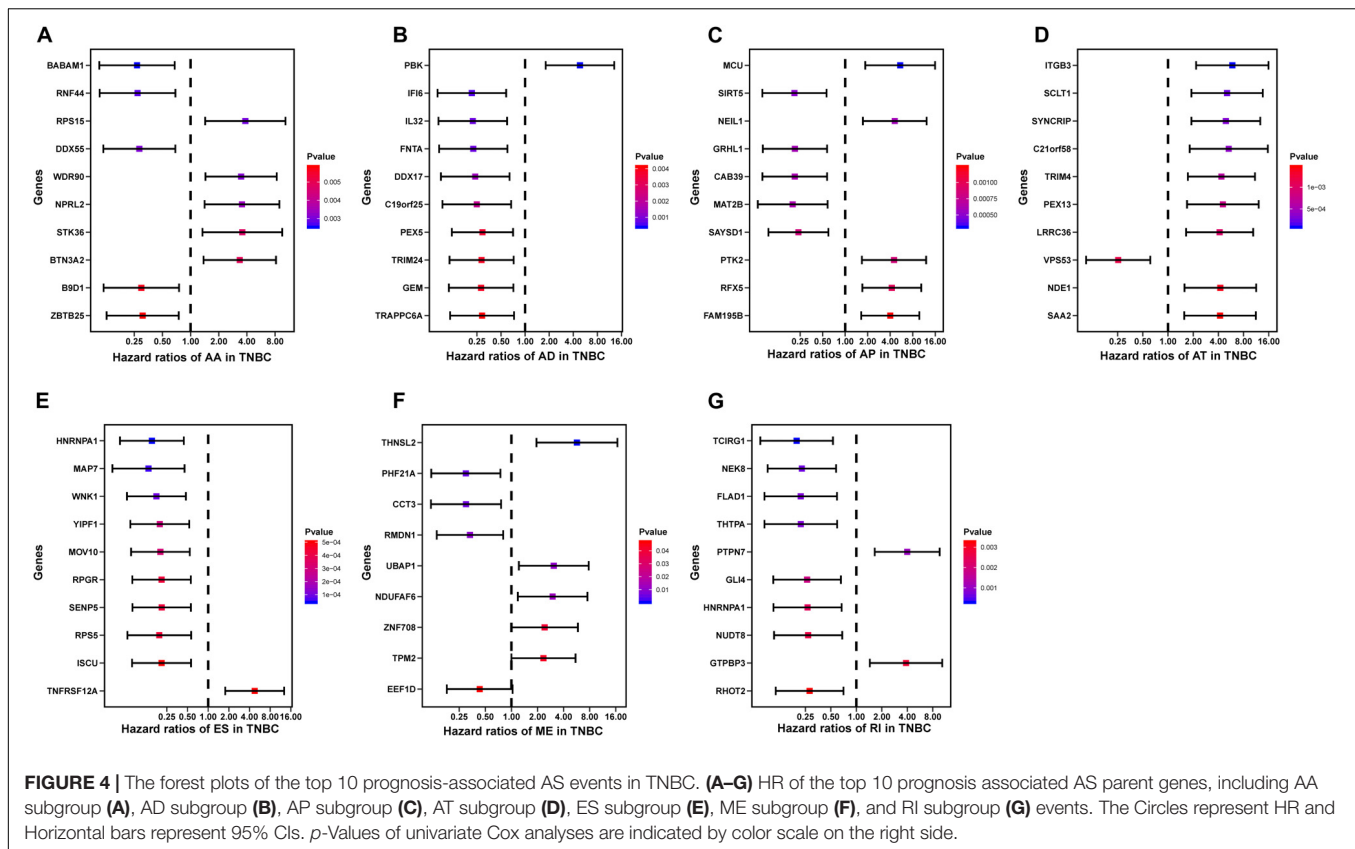 A
BABAM1
RNF44
RPS15
DDX55
WDR90
NPRL2
STK36
BTN3A2
B9D1
ZBTB25
Genes
0.25 0.50 1.00 2.00 4.00 8.00
Hazard ratios of AA in TNBC
Pvalue
0.005
0.004
0.003
B
PBK
IFI6
IL32
FNTA
DDX17
C19orf25
PEX5
TRIM24
GEM
TRAPPC6A
Genes
0.25 0.50 1.00 2.00 4.00 8.00 16.00
Hazard ratios of AD in TNBC
Pvalue
0.004
0.003
0.002
0.001
C
MCU
SIRT5
NEIL1
GRHL1
CAB39
MAT2B
SAYSD1
PTK2
RFX5
FAM195B
Genes
0.25 0.50 1.00 2.00 4.00 8.00 16.00
Hazard ratios of AP in TNBC
Pvalue
0.00100
0.00075
0.00050
D
ITGB3
SCLT1
SYNCRIP
C21orf58
TRIM4
PEX13
LRRC36
VPS53
NDE1
SAA2
Genes
0.25 0.50 1.00 2.00 4.00 8.00 16.00
Hazard ratios of AT in TNBC
Pvalue
1e−03
5e−04
E
HNRNPA1
MAP7
WNK1
YIPF1
MOV10
RPGR
SENP5
RPS5
ISCU
TNFRSF12A
Genes
0.25 0.50 1.00 2.00 4.00 8.00 16.00
Hazard ratios of ES in TNBC
Pvalue
5e−04
4e−04
3e−04
2e−04
1e−04
F
THNSL2
PHF21A
CCT3
RMDN1
UBAP1
NDUFAF6
ZNF708
TPM2
EEF1D
Genes
0.25 0.50 1.00 2.00 4.00 8.00 16.00
Hazard ratios of ME in TNBC
Pvalue
0.04
0.03
0.02
0.01
G
TCIRG1
NEK8
FLAD1
THTPA
PTPN7
GLI4
HNRNPA1
NUDT8
GTPBP3
RHOT2
Genes
0.25 0.50 1.00 2.00 4.00 8.00
Hazard ratios of RI in TNBC
Pvalue
0.003
0.002
0.001
FIGURE 4 | The forest plots of the top 10 prognosis-associated AS events in TNBC. (A–G) HR of the top 10 prognosis associated AS parent genes, including AA
subgroup (A), AD subgroup (B), AP subgroup (C), AT subgroup (D), ES subgroup (E), ME subgroup (F), and RI subgroup (G) events. The Circles represent HR and
Horizontal bars represent 95% CIs. p-Values of univariate Cox analyses are indicated by color scale on the right side.